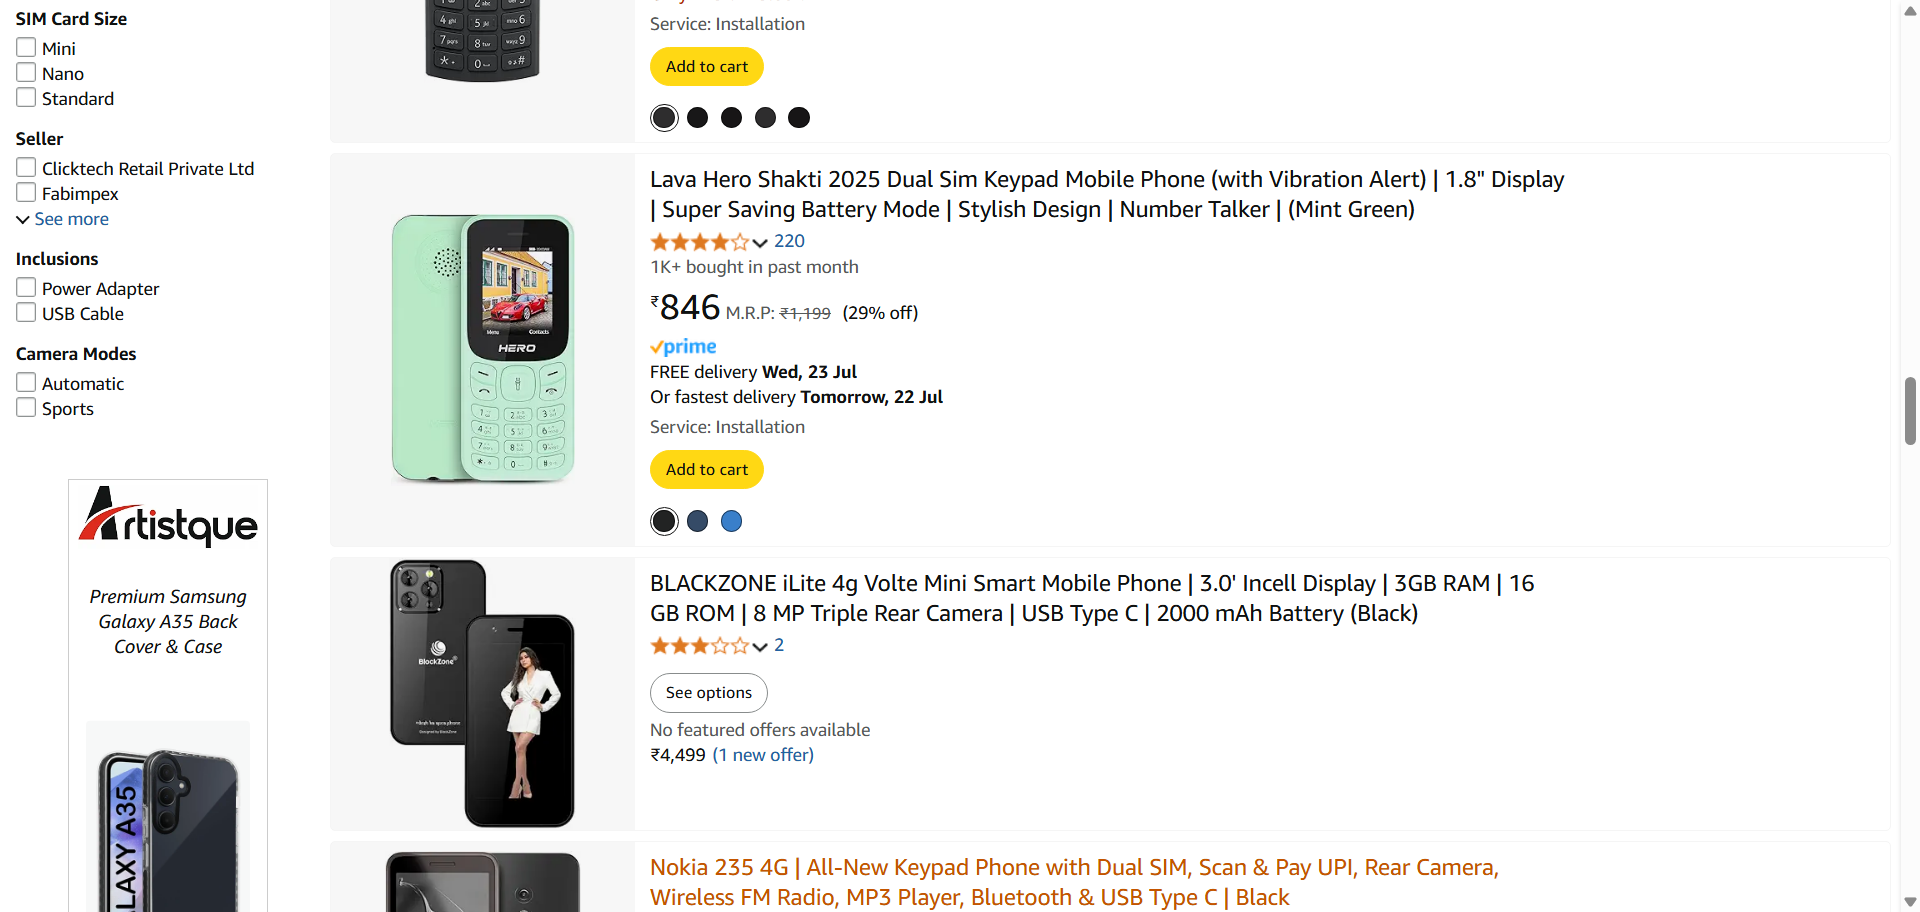 SIM Card Size
Mini
Nano
Standard
Seller
Clicktech Retail Private Ltd
Fabimpex
See more
Inclusions
Power Adapter
USB Cable
Camera Modes
Automatic
Sports
Artistque
Premium Samsung
Galaxy A35 Back
Cover & Case
LAXY A35
Service: Installation
Add to cart
Lava Hero Shakti 2025 Dual Sim Keypad Mobile Phone (with Vibration Alert) | 1.8" Display
| Super Saving Battery Mode | Stylish Design | Number Talker | (Mint Green)
220
1K+ bought in past month
₹846 M.R.P: ₹1,199 (29% off)
prime
FREE delivery Wed, 23 Jul
Or fastest delivery Tomorrow, 22 Jul
Service: Installation
Add to cart
Menu Contacts
HERO
BLACKZONE iLite 4g Volte Mini Smart Mobile Phone | 3.0' Incell Display | 3GB RAM | 16
GB ROM | 8 MP Triple Rear Camera | USB Type C | 2000 mAh Battery (Black)
2
See options
No featured offers available
₹4,499 (1 new offer)
BlackZone
Nokia 235 4G | All-New Keypad Phone with Dual SIM, Scan & Pay UPI, Rear Camera,
Wireless FM Radio, MP3 Player, Bluetooth & USB Type C | Black